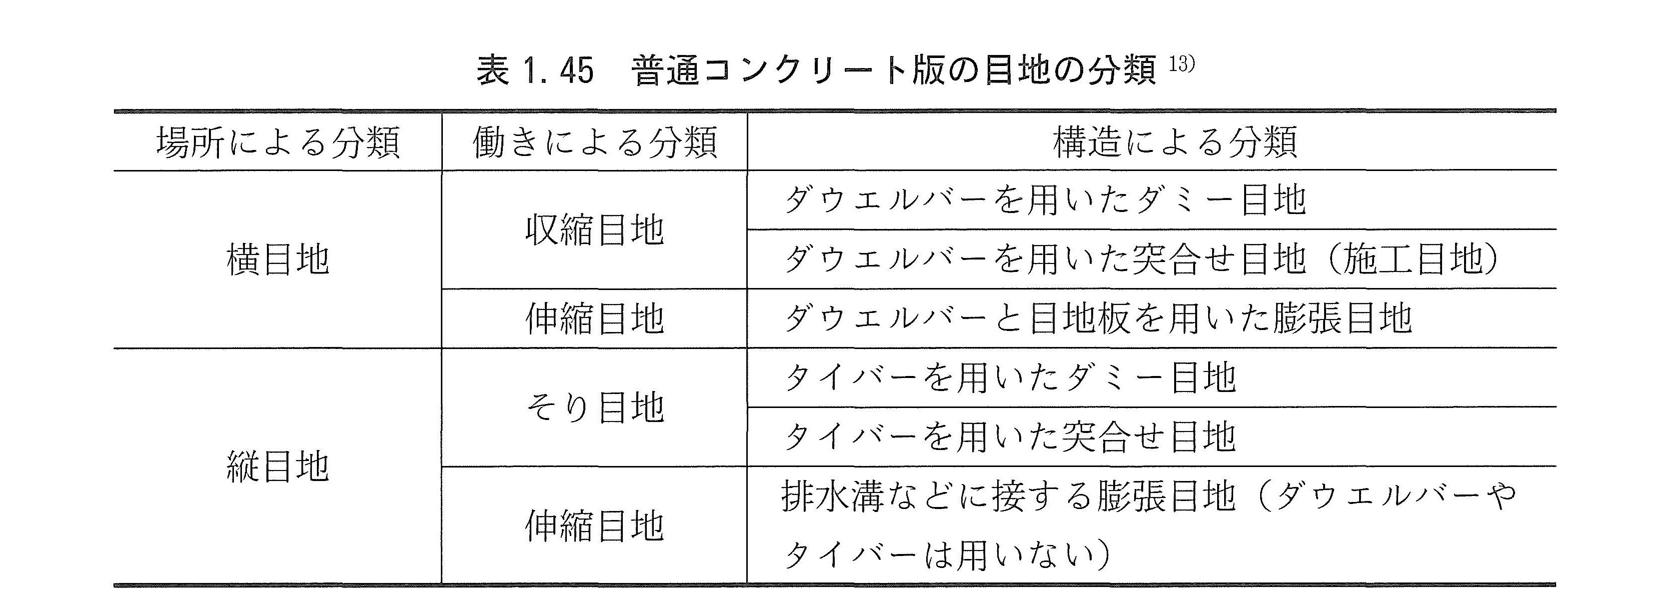 表1.45 普通コンクリート版の目地の分類13)
場所による分類 働きによる分類 構造による分類
横目地
収縮目地
ダウエルバーを用いたダミー目地
ダウエルバーを用いた突合せ目地（施工目地）
伸縮目地
ダウエルバーと目地板を用いた膨張目地
縦目地
そり目地
タイバーを用いたダミー目地
タイバーを用いた突合せ目地
伸縮目地
排水溝などに接する膨張目地（ダウエルバーや
タイバーは用いない）